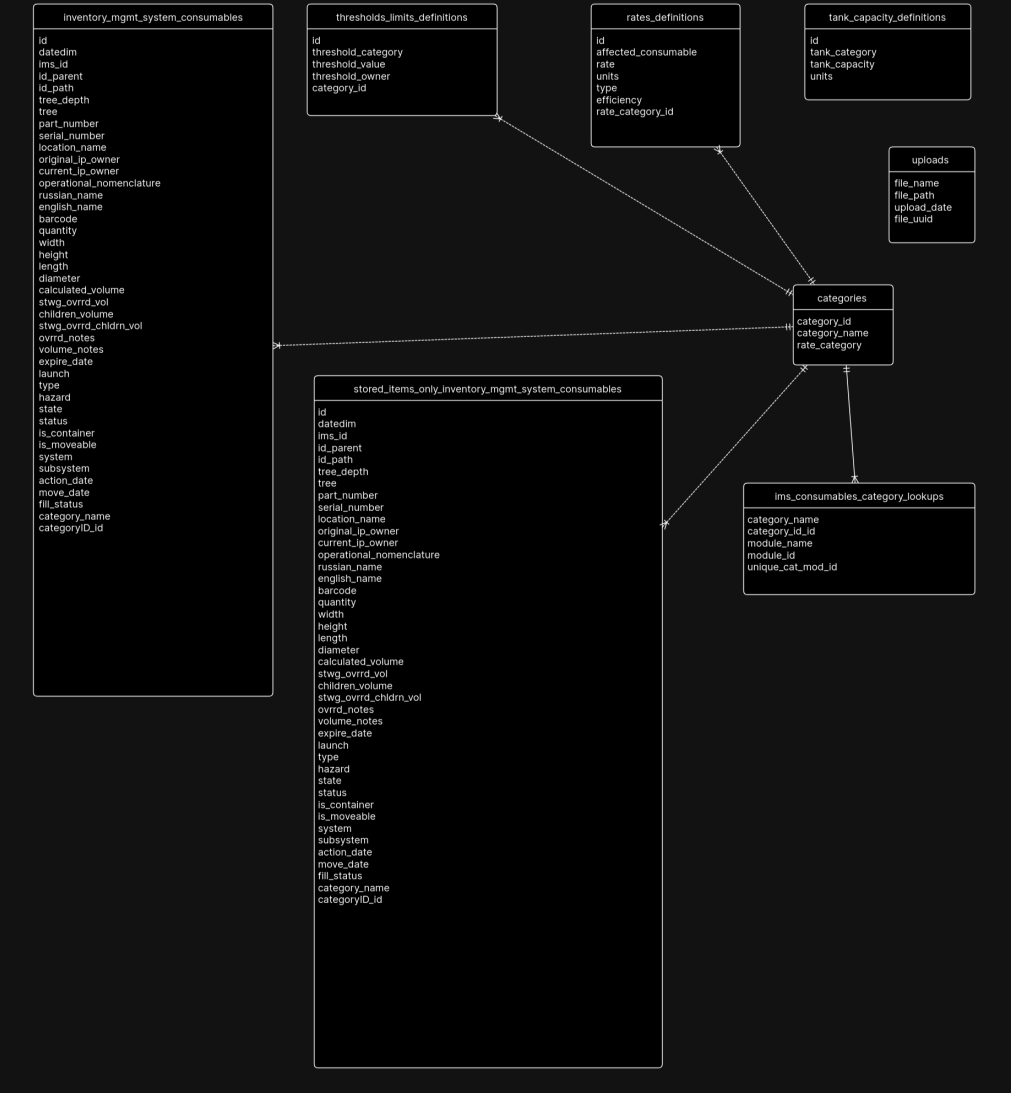 inventory_mgmt_system_consumables
id
datedim
ims_id
id_parent
id_path
tree_depth
tree
part_number
serial_number
location_name
original_ip_owner
current_ip_owner
operational_nomenclature
russian_name
english_name
barcode
quantity
width
height
length
diameter
calculated_volume
stwg_ovrrd_vol
children_volume
stwg_ovrrd_chldrn_vol
ovrrd_notes
volume_notes
expire_date
launch
type
hazard
state
status
is_container
is_moveable
system
subsystem
action_date
move_date
fill_status
category_name
categoryID_id
thresholds_limits_definitions
id
threshold_category
threshold_value
threshold_owner
category_id
rates_definitions
id
affected_consumable
rate
units
type
efficiency
rate_category_id
tank_capacity_definitions
id
tank_category
tank_capacity
units
uploads
file_name
file_path
upload_date
file_uuid
categories
category_id
category_name
rate_category
stored_items_only_inventory_mgmt_system_consumables
id
datedim
ims_id
id_parent
id_path
tree_depth
tree
part_number
serial_number
location_name
original_ip_owner
current_ip_owner
operational_nomenclature
russian_name
english_name
barcode
quantity
width
height
length
diameter
calculated_volume
stwg_ovrrd_vol
children_volume
stwg_ovrrd_chldrn_vol
ovrrd_notes
volume_notes
expire_date
launch
type
hazard
state
status
is_container
is_moveable
system
subsystem
action_date
move_date
fill_status
category_name
categoryID_id
ims_consumables_category_lookups
category_name
category_id_id
module_name
module_id
unique_cat_mod_id